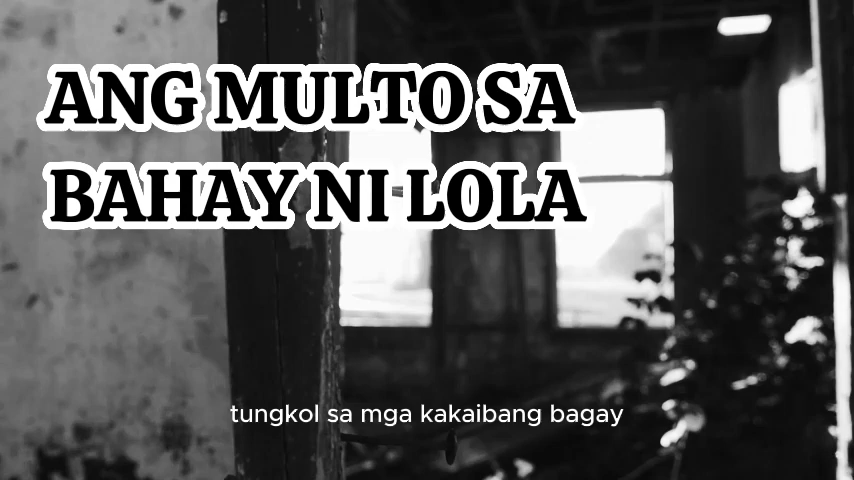 ANG MULTO SA
BAHAY NI LOLA
tungkol sa mga kakaibang bagay